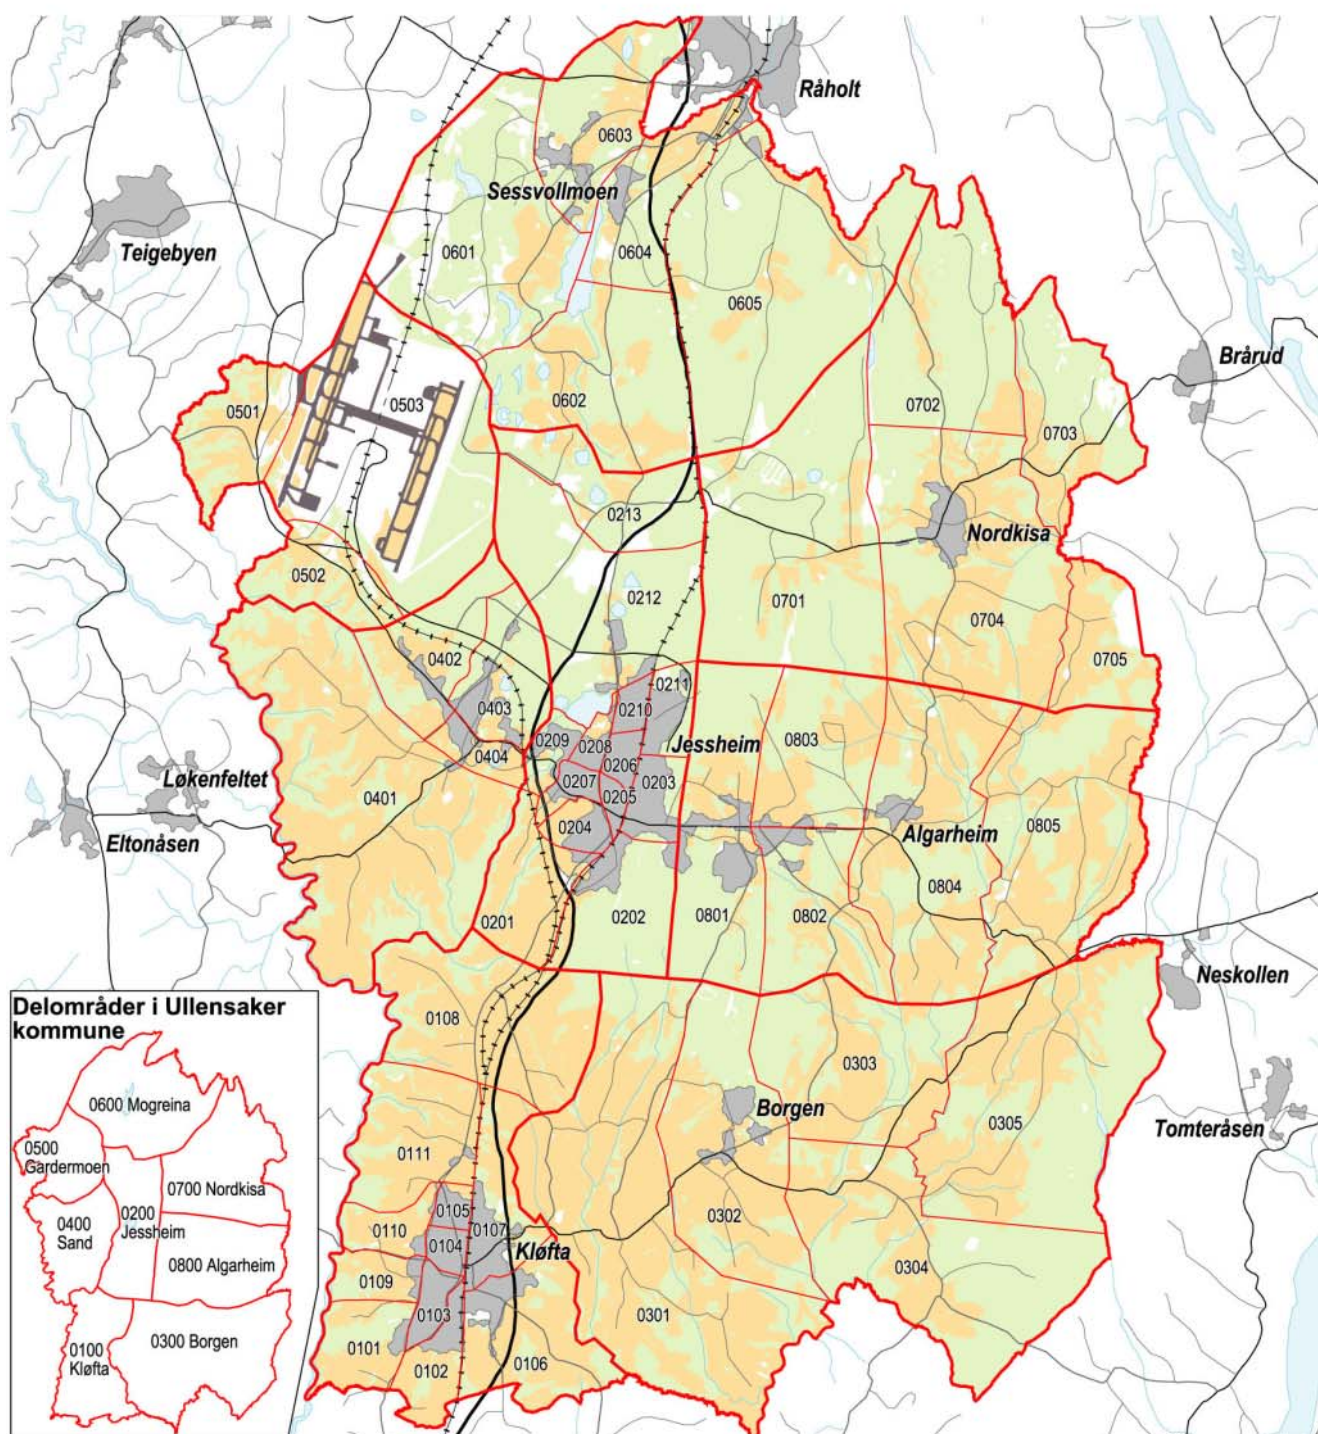 Råholt
0603
Sessvollmoen
Teigebyen
0601
0604
0605
Brårud
0503
0602
0702
0501
0703
0213
Nordkisa
0502
0212
0701
0704
0402
0705
0211
0403
0210
0209
0208
Jessheim
0803
0404
0206
0207
0203
Løkenfeltet
0401
0205
0204
Algarheim
0805
Eltonåsen
0804
0201
0202
0801
0802
Neskollen
Delområder i Ullensaker
kommune
0108
0303
0600 Mogreina
Borgen
0305
Tomteråsen
0500
Gardermoen
0111
0700 Nordkisa
0200
Jessheim
0400
Sand
0105
0302
0110
0107
0104
Kløfta
0800 Algarheim
0109
0304
0103
0301
0300 Borgen
0100
Kløfta
0101
0102
0106